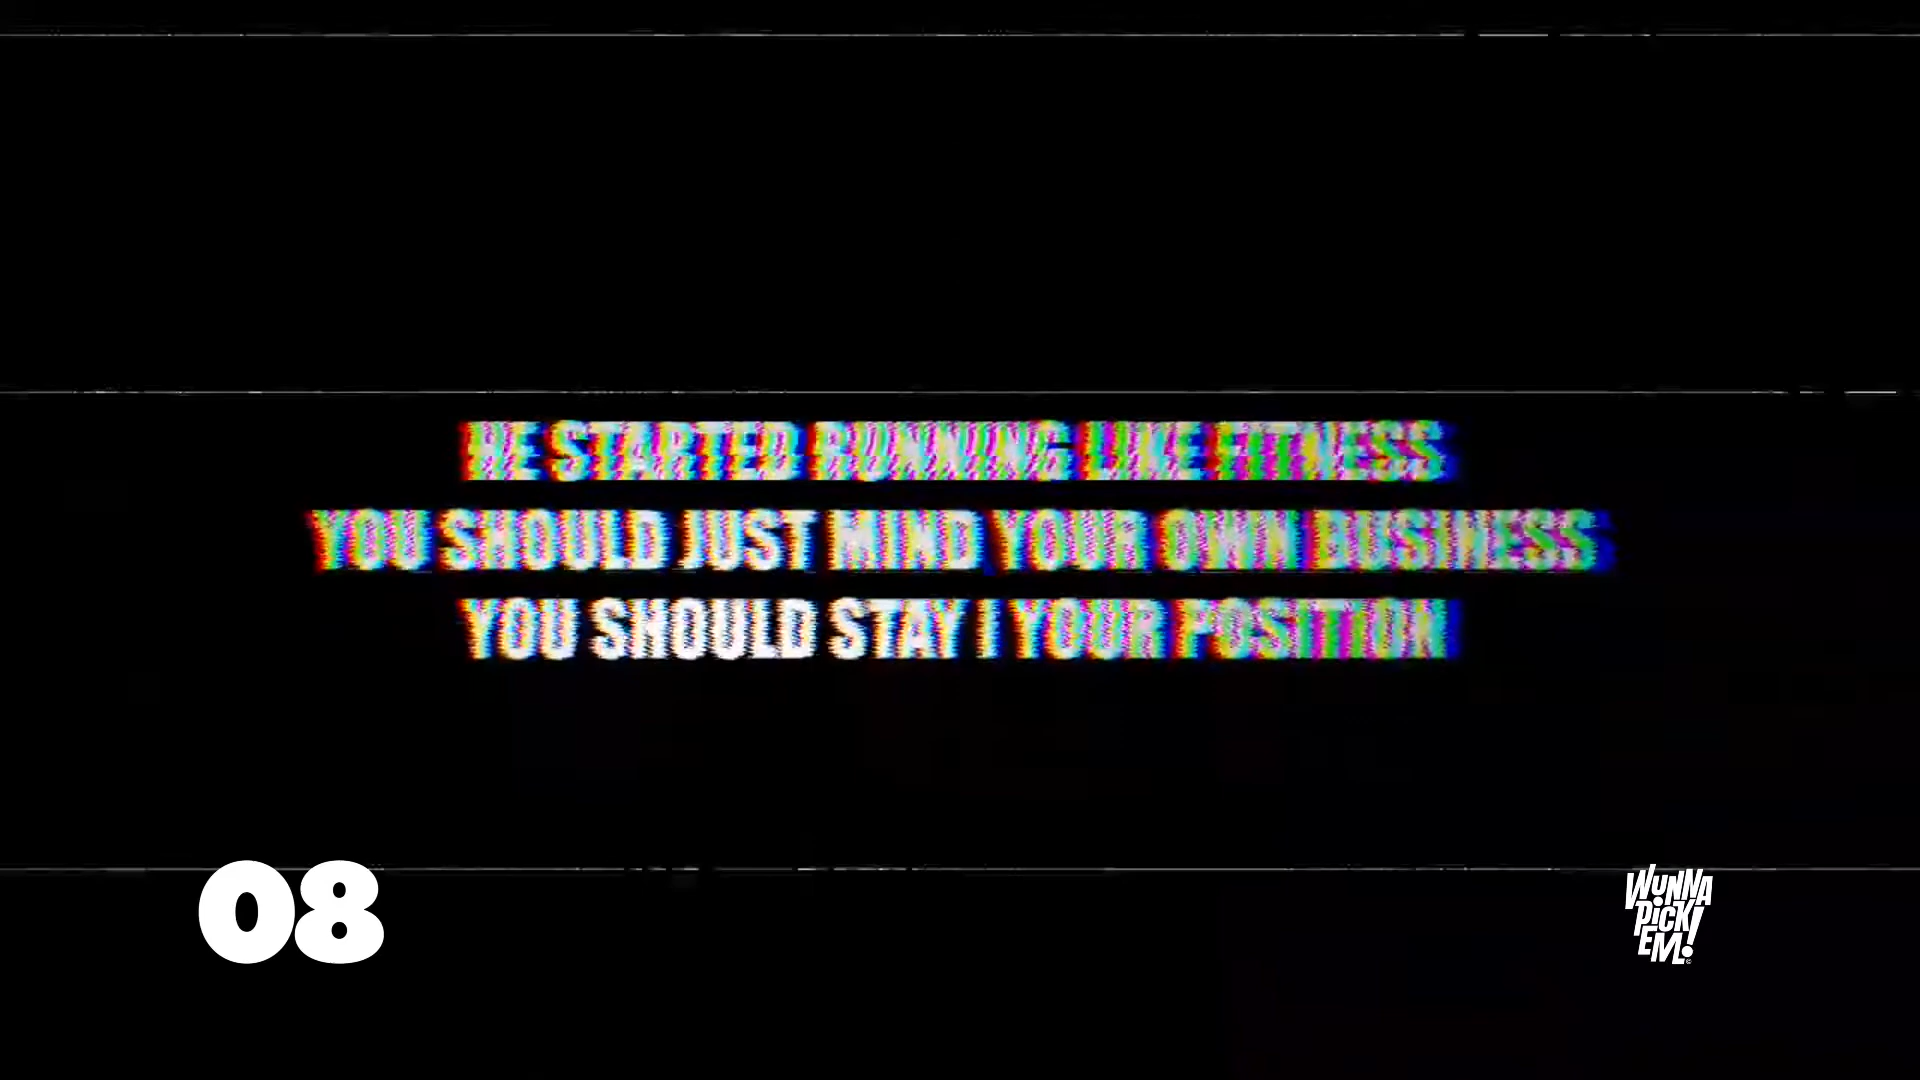 HE STARTED RUNNING LIKE FITNESS
YOU SHOULD JUST MIND YOUR OWN BUSINESS
YOU SHOULD STAY I YOUR POSITION
08
WUNNA
PICK
EM!